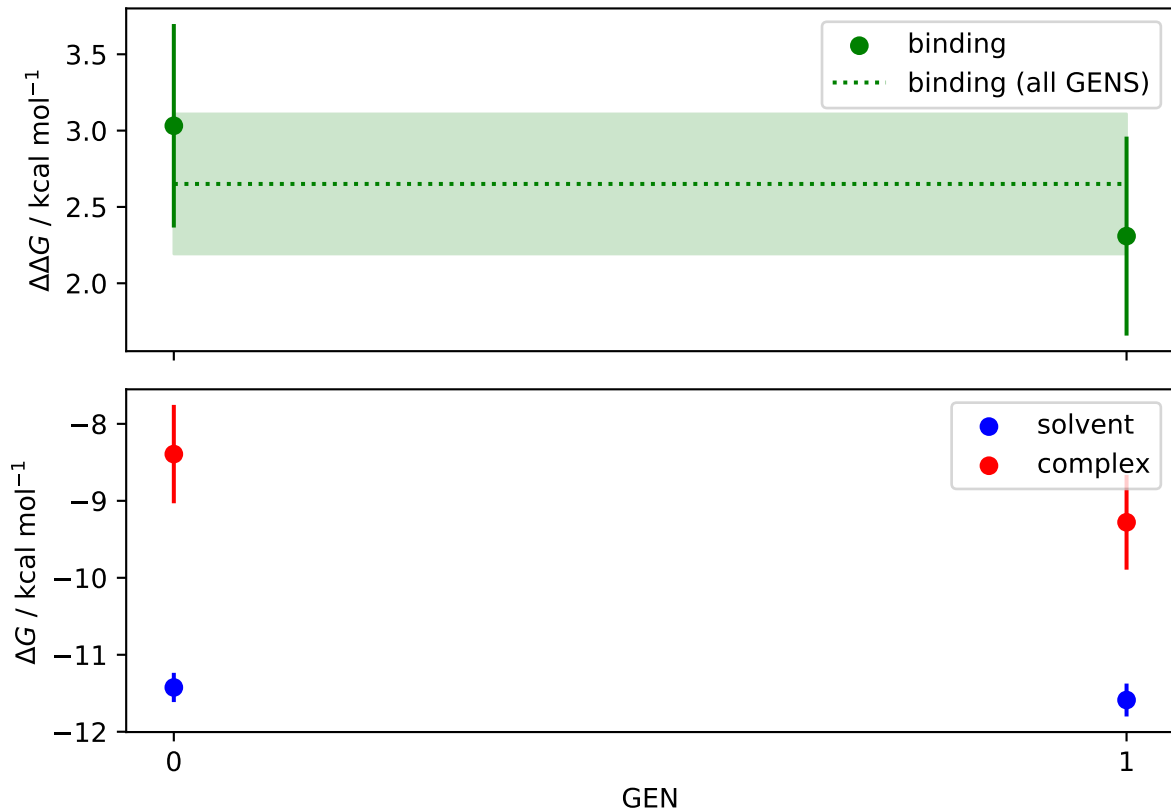 3.5
3.0
2.5
2.0
ΔΔG / kcal mol⁻¹
binding
binding (all GENS)
−8
−9
−10
−11
−12
ΔG / kcal mol⁻¹
solvent
complex
0
1
GEN